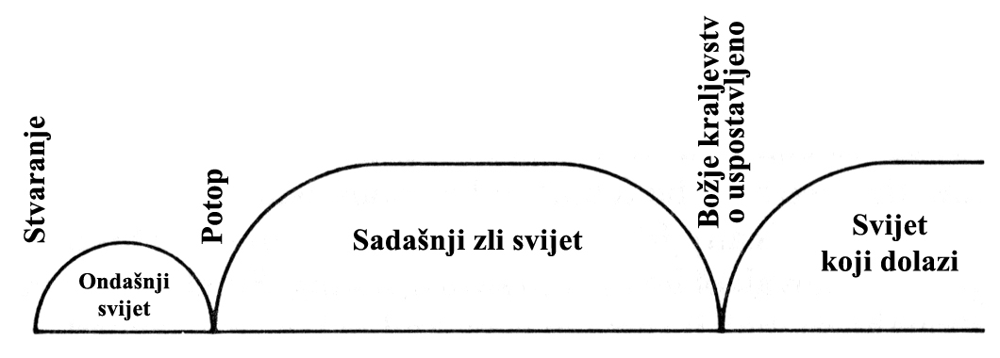 Stvaranje
Potop
Božje kraljevstv
o uspostavljeno
Ondašnji
svijet
Sadašnji zli svijet
Svijet
koji dolazi